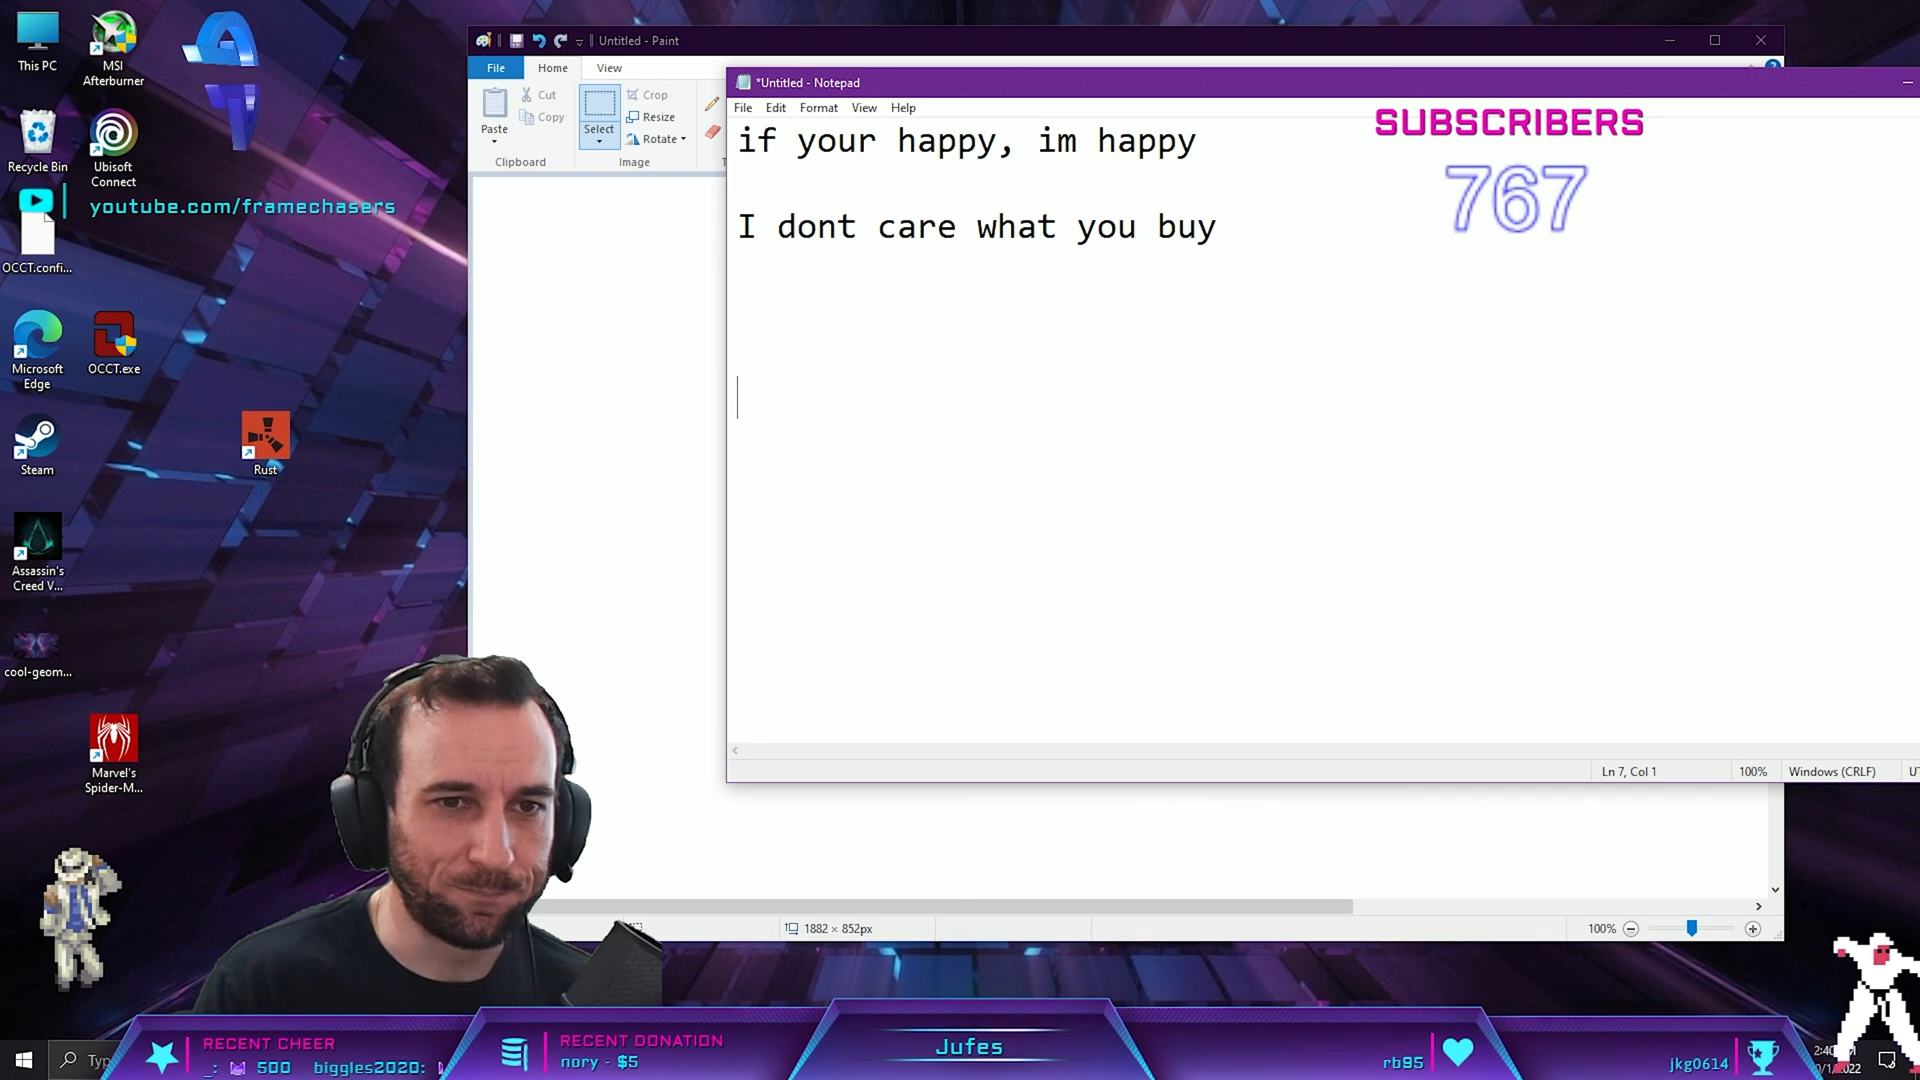 This PC
MSI
Afterburner
Recycle Bin
Ubisoft
Connect
youtube.com/framechasers
OCCT.confi...
Microsoft
Edge
OCCT.exe
Steam
Rust
Assassin's
Creed V...
cool-geom...
Marvel's
Spider-M...
Untitled - Paint
File
Home
View
Paste
Cut
Copy
Clipboard
Select
Crop
Resize
Rotate
Image
*Untitled - Notepad
File
Edit
Format
View
Help
if your happy, im happy
I dont care what you buy
SUBSCRIBERS
767
Ln 7, Col 1
100%
Windows (CRLF)
1882 × 852px
100%
RECENT CHEER
500
biggles2020:
RECENT DONATION
nory - $5
Jufes
rb95
jkg0614